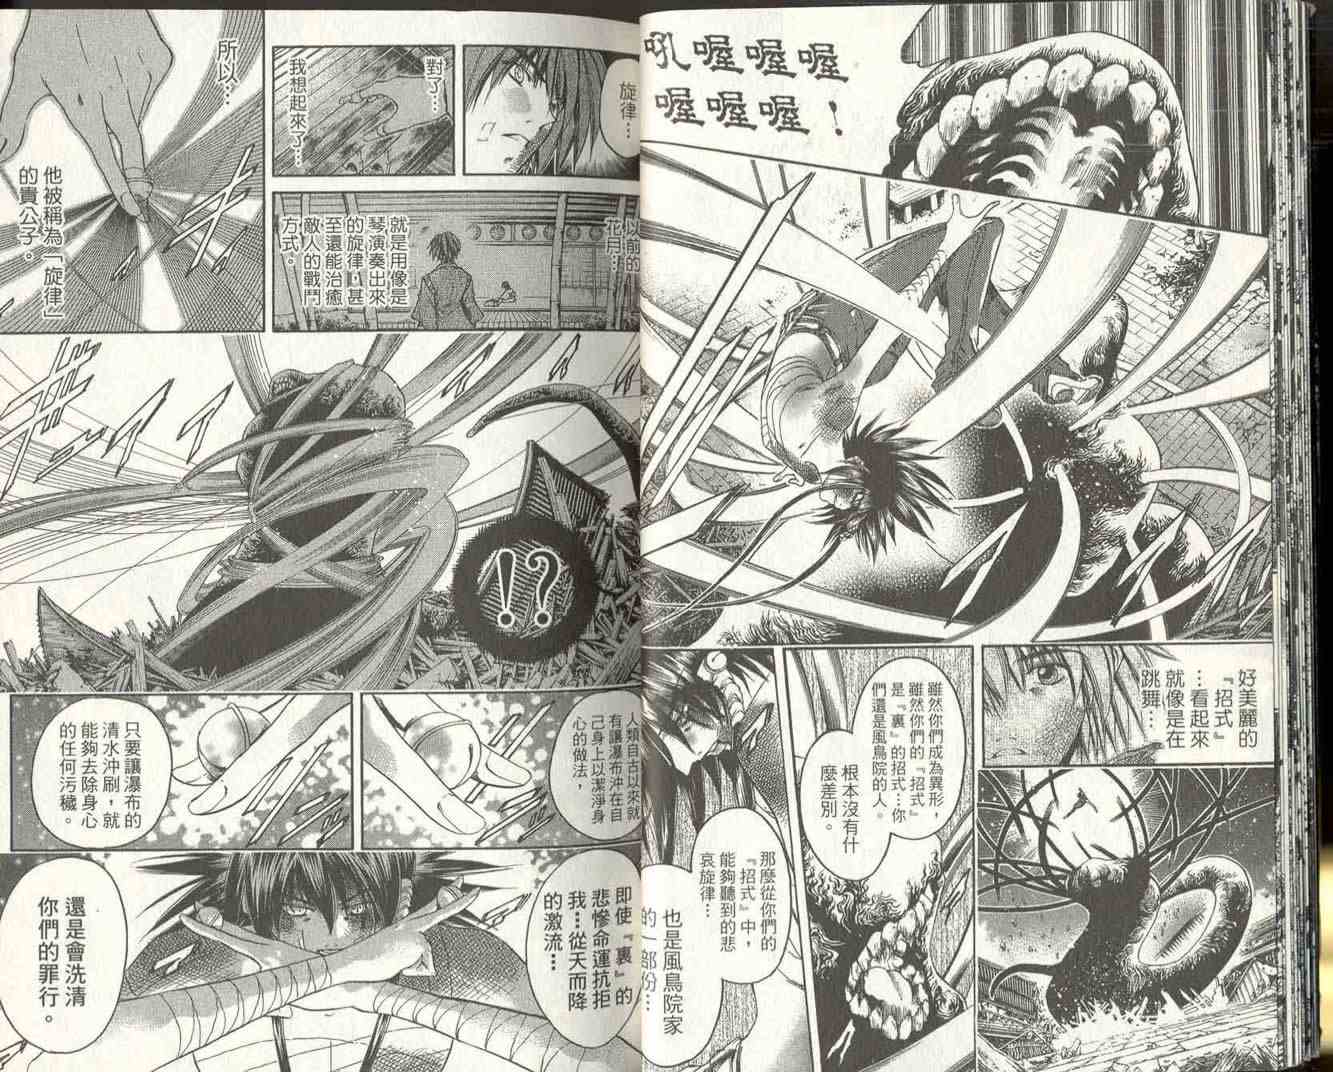 吼喔喔喔
喔喔喔！
好美麗的
『招式』
…看起來
就像是在
跳舞…
雖然你們成為異形，
雖然你們的『招式』
是『裏』的招式…你
們還是風鳥院的人。
根本沒有什
麼差別。
那麼從你們的
『招式』中，
能夠聽到的悲
哀旋律…
也是風鳥院家
的一部份…
旋律…
對了…
我想起來了…
以前的
花月…
就是用像是
琴演奏出來
的旋律…甚
至還能治癒
敵人的戰鬥
方式。
所以…
他被稱為「旋律」
的貴公子。
!?
人類自古以來就
有讓瀑布沖在自
己身上以潔淨身
心的做法，
只要讓瀑布的
清水沖刷，就
能夠去除身心
的任何污穢。
即使『裏』的
悲慘命運抗拒
我…從天而降
的激流…
還是會洗清
你們的罪行。